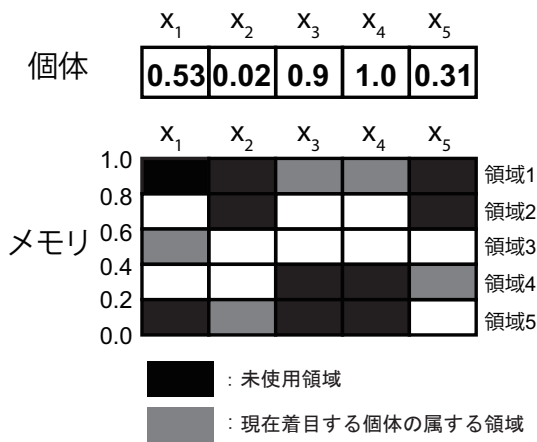 x1 x2 x3 x4 x5
個体 0.53 0.02 0.9 1.0 0.31
x1 x2 x3 x4 x5
1.0 領域1
0.8 領域2
メモリ 0.6 領域3
0.4 領域4
0.2 領域5
0.0
：未使用領域
：現在着目する個体の属する領域